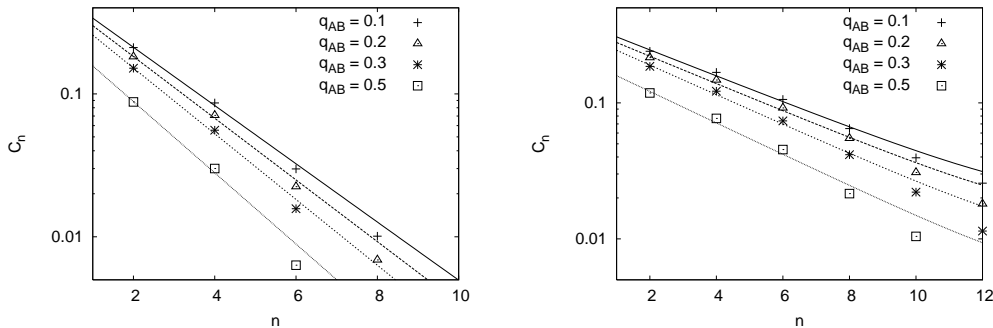 q_AB = 0.1
q_AB = 0.2
q_AB = 0.3
q_AB = 0.5
0.1
0.01
C_n
2
4
6
8
10
n
q_AB = 0.1
q_AB = 0.2
q_AB = 0.3
q_AB = 0.5
0.1
0.01
C_n
2
4
6
8
10
12
n